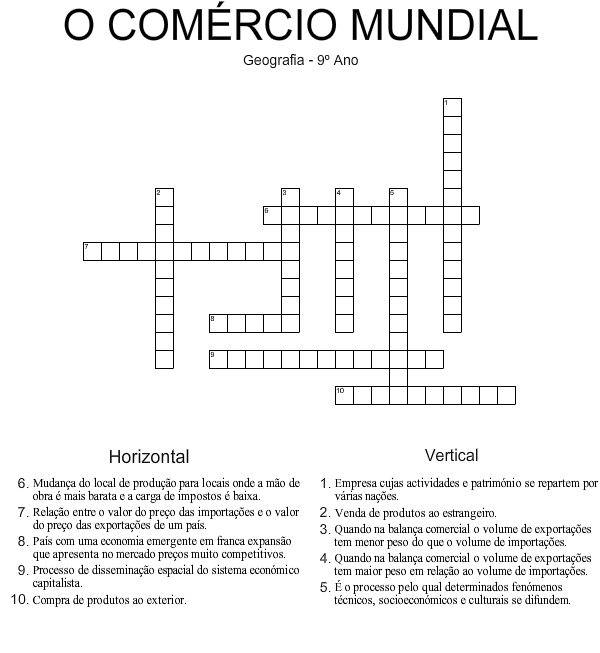 O COMÉRCIO MUNDIAL
Geografia - 9º Ano
1
2
3
4
5
6
7
8
9
10
Horizontal
6. Mudança do local de produção para locais onde a mão de
obra é mais barata e a carga de impostos é baixa.
7. Relação entre o valor do preço das importações e o valor
do preço das exportações de um país.
8. País com uma economia emergente em franca expansão
que apresenta no mercado preços muito competitivos.
9. Processo de disseminação espacial do sistema económico
capitalista.
10. Compra de produtos ao exterior.
Vertical
1. Empresa cujas actividades e património se repartem por
várias nações.
2. Venda de produtos ao estrangeiro.
3. Quando na balança comercial o volume de exportações
tem menor peso do que o volume de importações.
4. Quando na balança comercial o volume de exportações
tem maior peso em relação ao volume de importações.
5. É o processo pelo qual determinados fenómenos
técnicos, socioeconómicos e culturais se difundem.